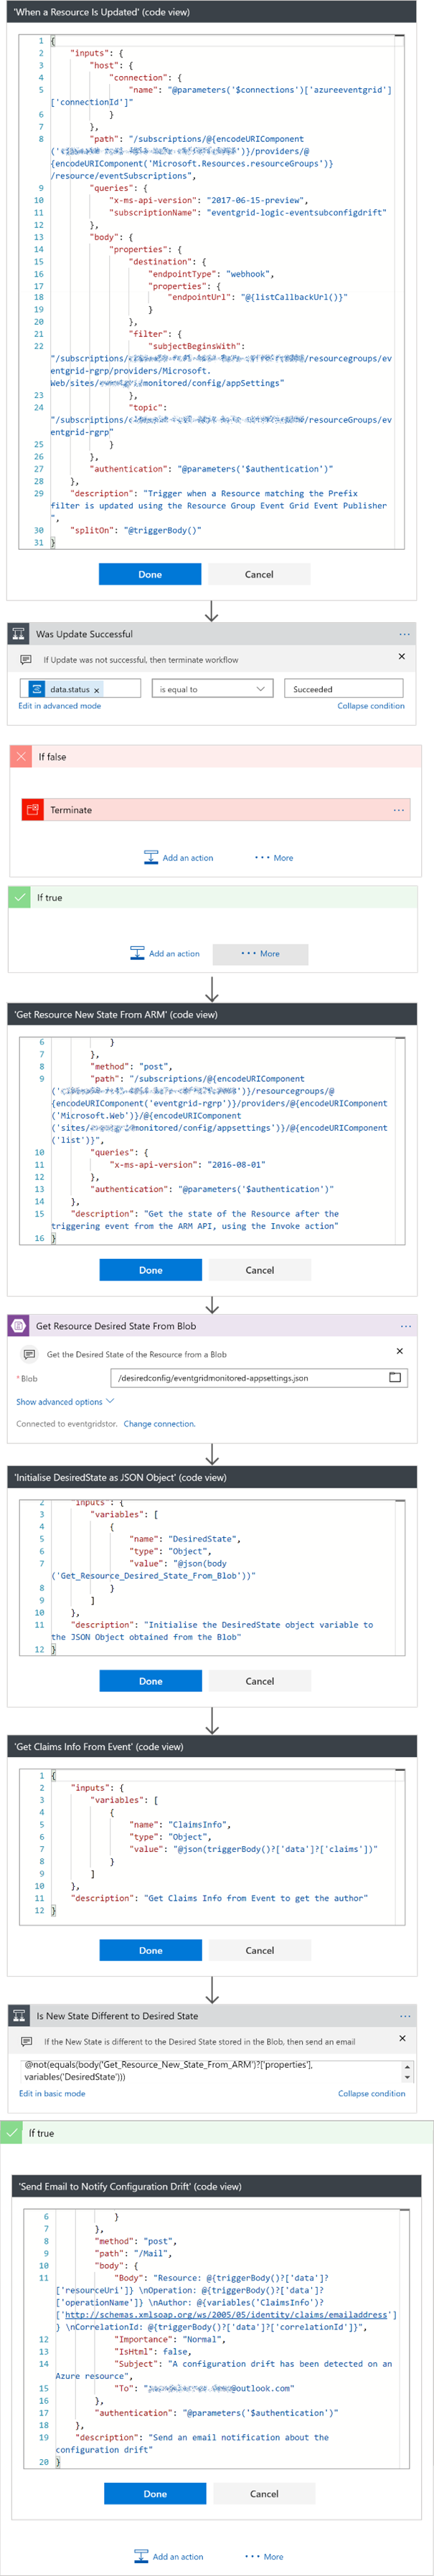 'When a Resource Is Updated' (code view)
1 {
2 "inputs": {
3 "host": {
4 "connection": {
5 "name": "@parameters('$connections')['azureeventgrid']
['connectionId']"
6 }
7 },
8 "path": "/subscriptions/@{encodeURIComponent
(' ')}/providers/@
{encodeURIComponent('Microsoft.Resources.resourceGroups')}
/resource/eventSubscriptions",
9 "queries": {
10 "x-ms-api-version": "2017-06-15-preview",
11 "subscriptionName": "eventgrid-logic-eventsubconfigdrift"
12 },
13 "body": {
14 "properties": {
15 "destination": {
16 "endpointType": "webhook",
17 "properties": {
18 "endpointUrl": "@{listCallbackUrl()}"
19 }
20 },
21 "filter": {
22 "subjectBeginsWith":
"/subscriptions/ /resourcegroups/ev
entgrid-rgrp/providers/Microsoft.
Web/sites/ monitored/config/appSettings"
23 },
24 "topic":
"/subscriptions/ /resourceGroups/ev
entgrid-rgrp"
25 }
26 },
27 "authentication": "@parameters('$authentication')"
28 },
29 "description": "Trigger when a Resource matching the Prefix
filter is updated using the Resource Group Event Grid Event Publisher
",
30 "splitOn": "@triggerBody()"
31 }
Done Cancel
Was Update Successful ...
If Update was not successful, then terminate workflow
data.status x is equal to Succeeded
Edit in advanced mode Collapse condition
If false
Terminate ...
Add an action ... More
If true
Add an action ... More
'Get Resource New State From ARM' (code view)
6 }
7 },
8 "method": "post",
9 "path": "/subscriptions/@{encodeURIComponent
(' ')}/resourcegroups/@
{encodeURIComponent('eventgrid-rgrp')}/providers/@{encodeURIComponent
('Microsoft.Web')}/@{encodeURIComponent
('sites/ monitored/config/appsettings')}/@{encodeURIComponent
('list')}",
10 "queries": {
11 "x-ms-api-version": "2016-08-01"
12 },
13 "authentication": "@parameters('$authentication')"
14 },
15 "description": "Get the state of the Resource after the
triggering event from the ARM API, using the Invoke action"
16 }
Done Cancel
Get Resource Desired State From Blob ...
Get the Desired State of the Resource from a Blob
* Blob /desiredconfig/eventgridmonitored-appsettings.json
Show advanced options
Connected to eventgridstor. Change connection.
'Initialise DesiredState as JSON Object' (code view)
2 "inputs": {
3 "variables": [
4 {
5 "name": "DesiredState",
6 "type": "Object",
7 "value": "@json(body
('Get_Resource_Desired_State_From_Blob'))"
8 }
9 ]
10 },
11 "description": "Initialise the DesiredState object variable to
the JSON Object obtained from the Blob"
12 }
Done Cancel
'Get Claims Info From Event' (code view)
1 {
2 "inputs": {
3 "variables": [
4 {
5 "name": "ClaimsInfo",
6 "type": "Object",
7 "value": "@json(triggerBody()?['data']?['claims'])"
8 }
9 ]
10 },
11 "description": "Get Claims Info from Event to get the author"
12 }
Done Cancel
Is New State Different to Desired State ...
If the New State is different to the Desired State stored in the Blob, then send an email
@not(equals(body('Get_Resource_New_State_From_ARM')?['properties'],
variables('DesiredState')))
Edit in basic mode Collapse condition
If true
'Send Email to Notify Configuration Drift' (code view)
6 }
7 },
8 "method": "post",
9 "path": "/Mail",
10 "body": {
11 "Body": "Resource: @{triggerBody()?['data']?
['resourceUri']} \nOperation: @{triggerBody()?['data']?
['operationName']} \nAuthor: @{variables('ClaimsInfo')?
['http://schemas.xmlsoap.org/ws/2005/05/identity/claims/emailaddress']
} \nCorrelationId: @{triggerBody()?['data']?['correlationId']}",
12 "Importance": "Normal",
13 "IsHtml": false,
14 "Subject": "A configuration drift has been detected on an
Azure resource",
15 "To": " @outlook.com"
16 },
17 "authentication": "@parameters('$authentication')"
18 },
19 "description": "Send an email notification about the
configuration drift"
20 }
Done Cancel
Add an action ... More